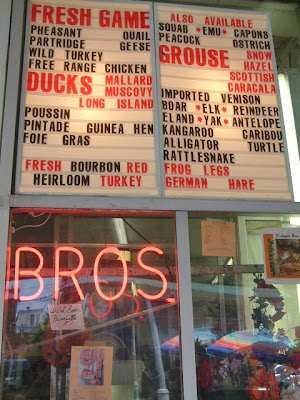 FRESH GAME
PHEASANT QUAIL
PARTRIDGE GEESE
WILD TURKEY
FREE RANGE CHICKEN
DUCKS MALLARD
MUSCOVY
LONG ISLAND
POUSSIN
PINTADE GUINEA HEN
FOIE GRAS
FRESH BOURBON RED
HEIRLOOM TURKEY
ALSO AVAILABLE
SQUAB *EMU* CAPONS
PEACOCK OSTRICH
GROUSE SNOW
HAZEL
SCOTTISH
CARACALA
IMPORTED VENISON
BOAR *ELK* REINDEER
ELAND *YAK* ANTELOPE
KANGAROO CARIBOU
ALLIGATOR TURTLE
RATTLESNAKE
FROG LEGS
GERMAN HARE
BROS.
Wild Boar